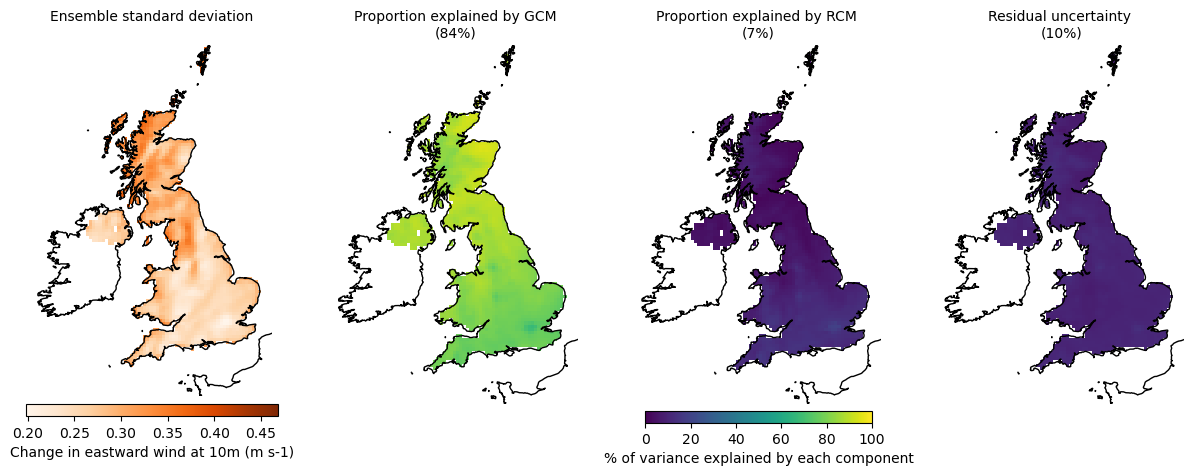 Ensemble standard deviation
Proportion explained by GCM
(84%)
Proportion explained by RCM
(7%)
Residual uncertainty
(10%)
0.20 0.25 0.30 0.35 0.40 0.45
Change in eastward wind at 10m (m s-1)
0 20 40 60 80 100
% of variance explained by each component